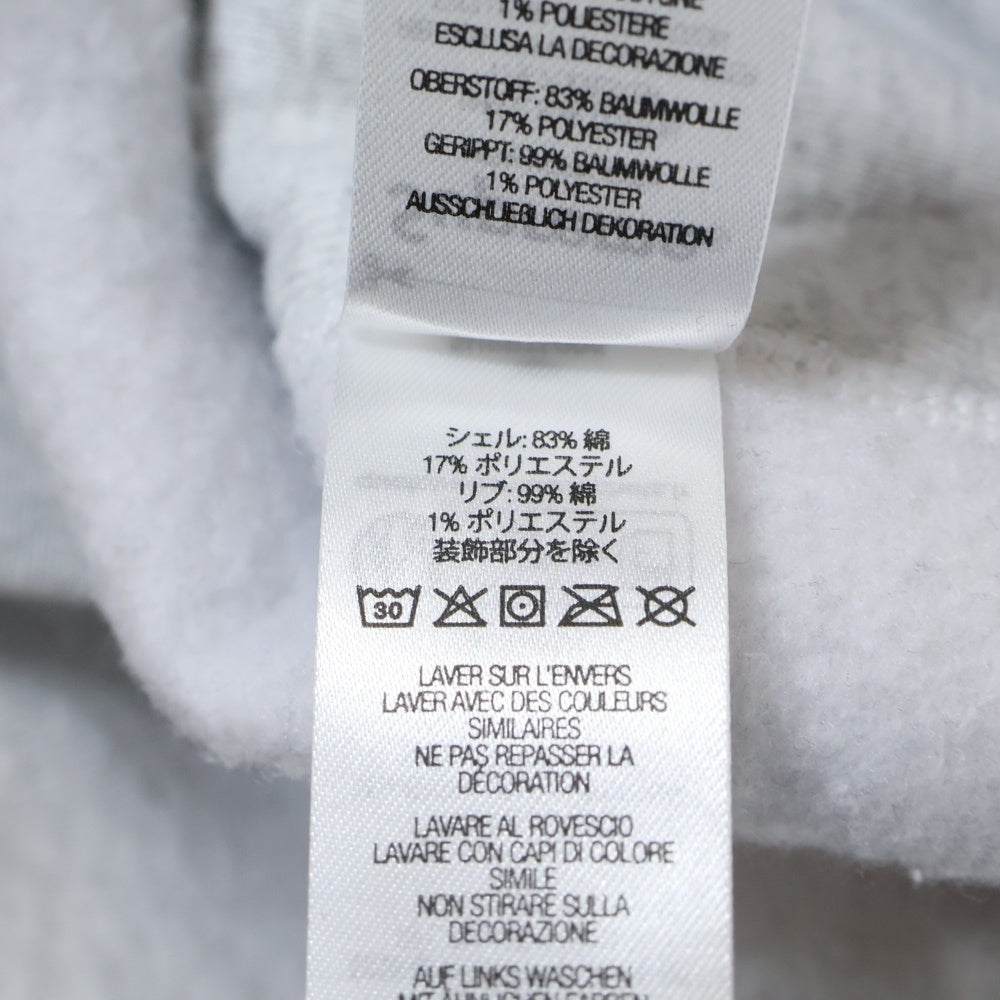 1% POLIESTERE
ESCLUSA LA DECORAZIONE
OBERSTOFF: 83% BAUMWOLLE
17% POLYESTER
GERIPPT: 99% BAUMWOLLE
1% POLYESTER
AUSSCHLIEßLICH DEKORATION
シェル: 83% 綿
17% ポリエステル
リブ: 99% 綿
1% ポリエステル
装飾部分を除く
30
LAVER SUR L'ENVERS
LAVER AVEC DES COULEURS
SIMILAIRES
NE PAS REPASSER LA
DÉCORATION
LAVARE AL ROVESCIO
LAVARE CON CAPI DI COLORE
SIMILE
NON STIRARE SULLA
DECORAZIONE
AUF LINKS WASCHEN
MIT ÄHNLICHEN FARBEN